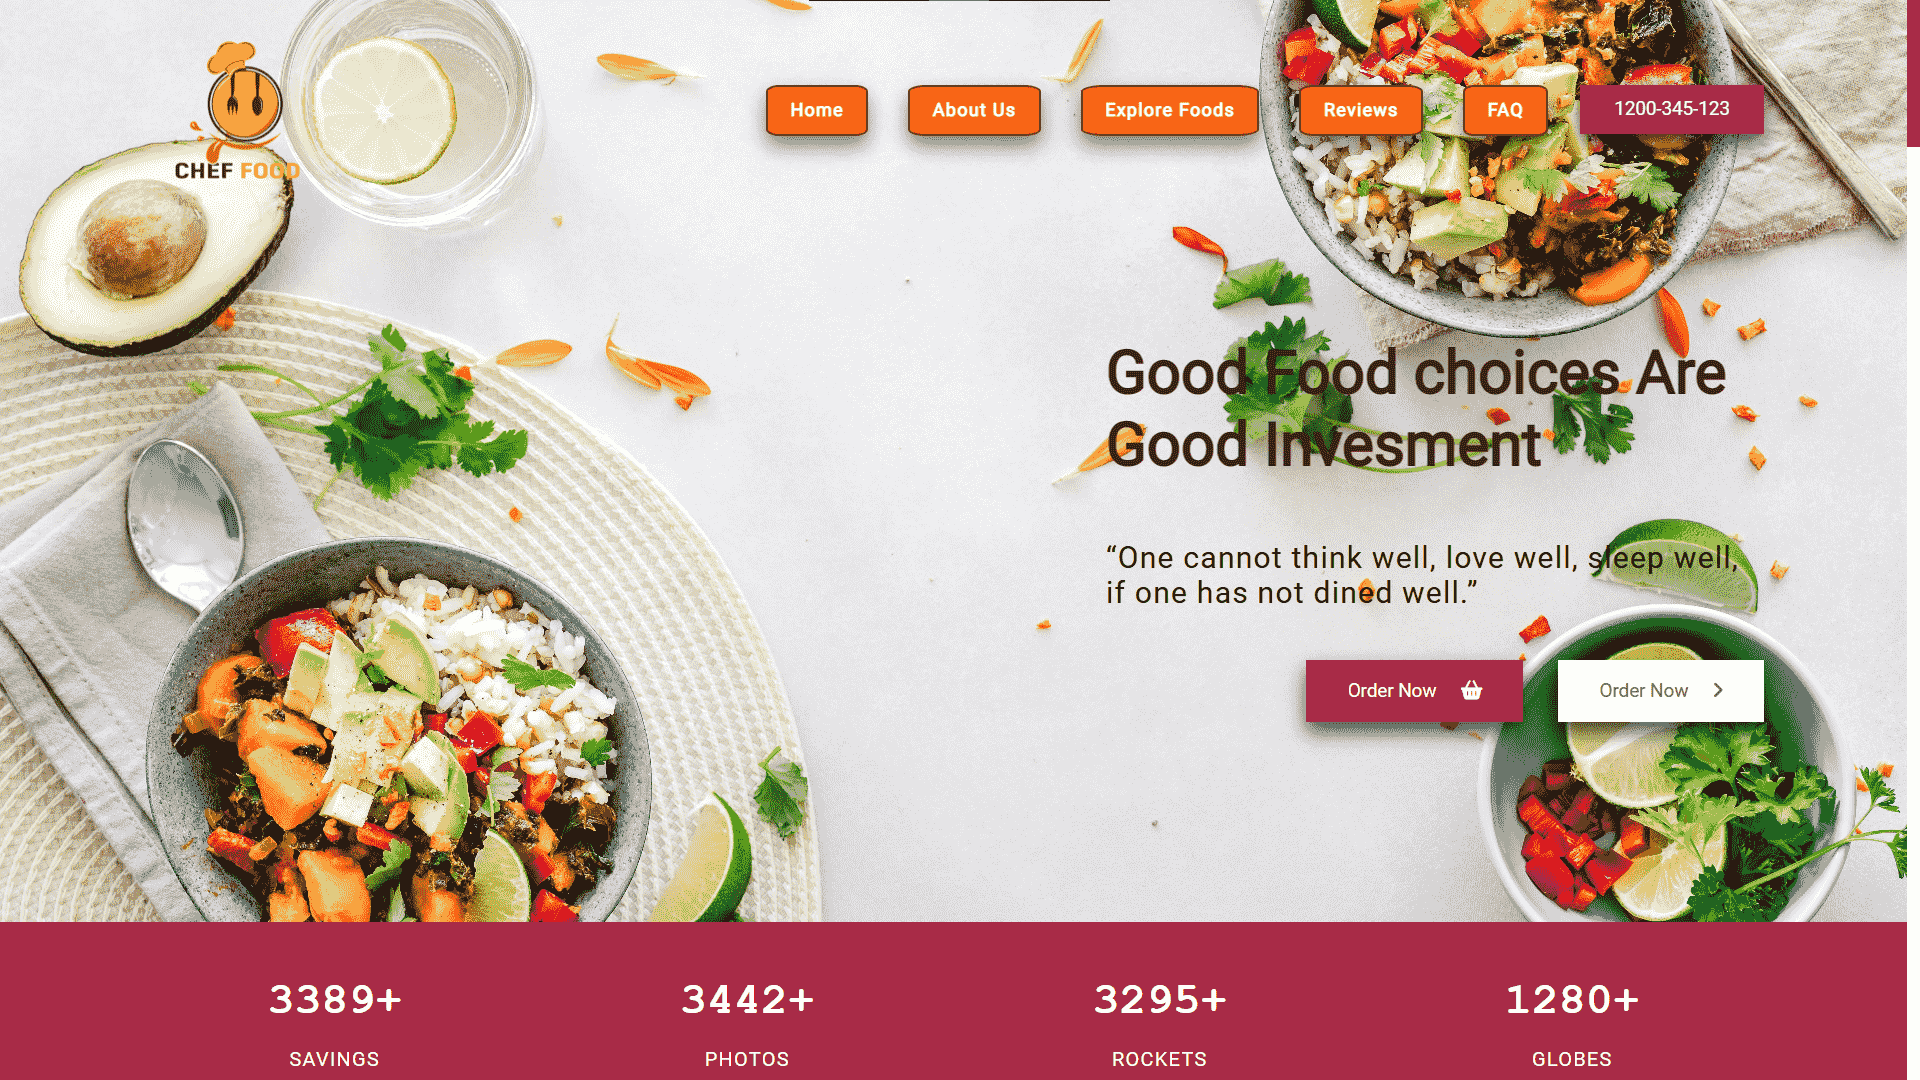 CHEF FOOD
Home
About Us
Explore Foods
Reviews
FAQ
1200-345-123
Good Food choices Are
Good Invesment
“One cannot think well, love well, sleep well,
if one has not dined well.”
Order Now
Order Now
3389+
3442+
3295+
1280+
SAVINGS
PHOTOS
ROCKETS
GLOBES